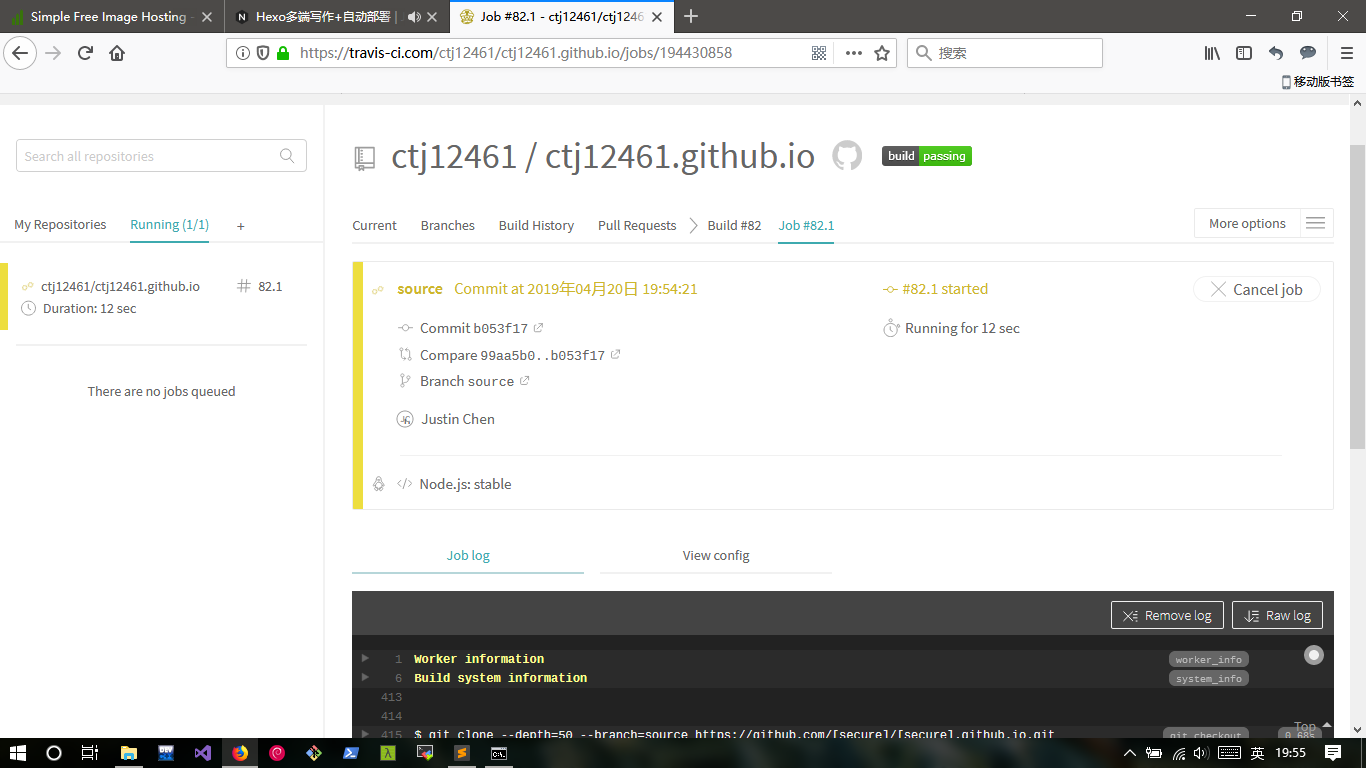 Simple Free Image Hosting -
Hexo多端写作+自动部署 |
Job #82.1 - ctj12461/ctj1246
https://travis-ci.com/ctj12461/ctj12461.github.io/jobs/194430858
搜索
移动版书签
Search all repositories
ctj12461 / ctj12461.github.io
build passing
My Repositories Running (1/1) +
Current Branches Build History Pull Requests Build #82 Job #82.1
More options
ctj12461/ctj12461.github.io # 82.1
Duration: 12 sec
There are no jobs queued
source Commit at 2019年04月20日 19:54:21
#82.1 started
Cancel job
Commit b053f17
Running for 12 sec
Compare 99aa5b0..b053f17
Branch source
Justin Chen
Node.js: stable
Job log View config
Remove log Raw log
1 Worker information worker_info
6 Build system information system_info
413
414
Top
415 $ git clone --depth=50 --branch=source https://github.com/[secure]/[secure].github.io.git git.checkout 0.68s
DEV
英 19:55